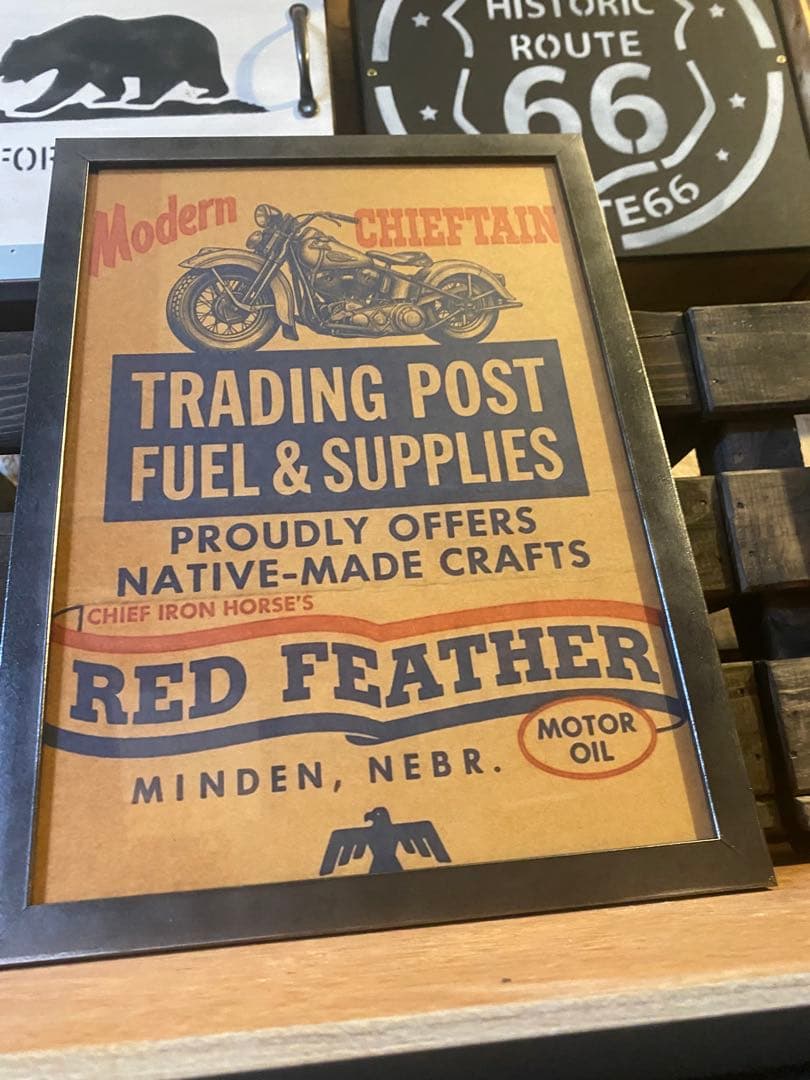 HISTORIC
ROUTE
66
TE66
FOR
Modern CHIEFTAIN
TRADING POST
FUEL & SUPPLIES
PROUDLY OFFERS
NATIVE-MADE CRAFTS
CHIEF IRON HORSE'S
RED FEATHER
MOTOR
OIL
MINDEN, NEBR.